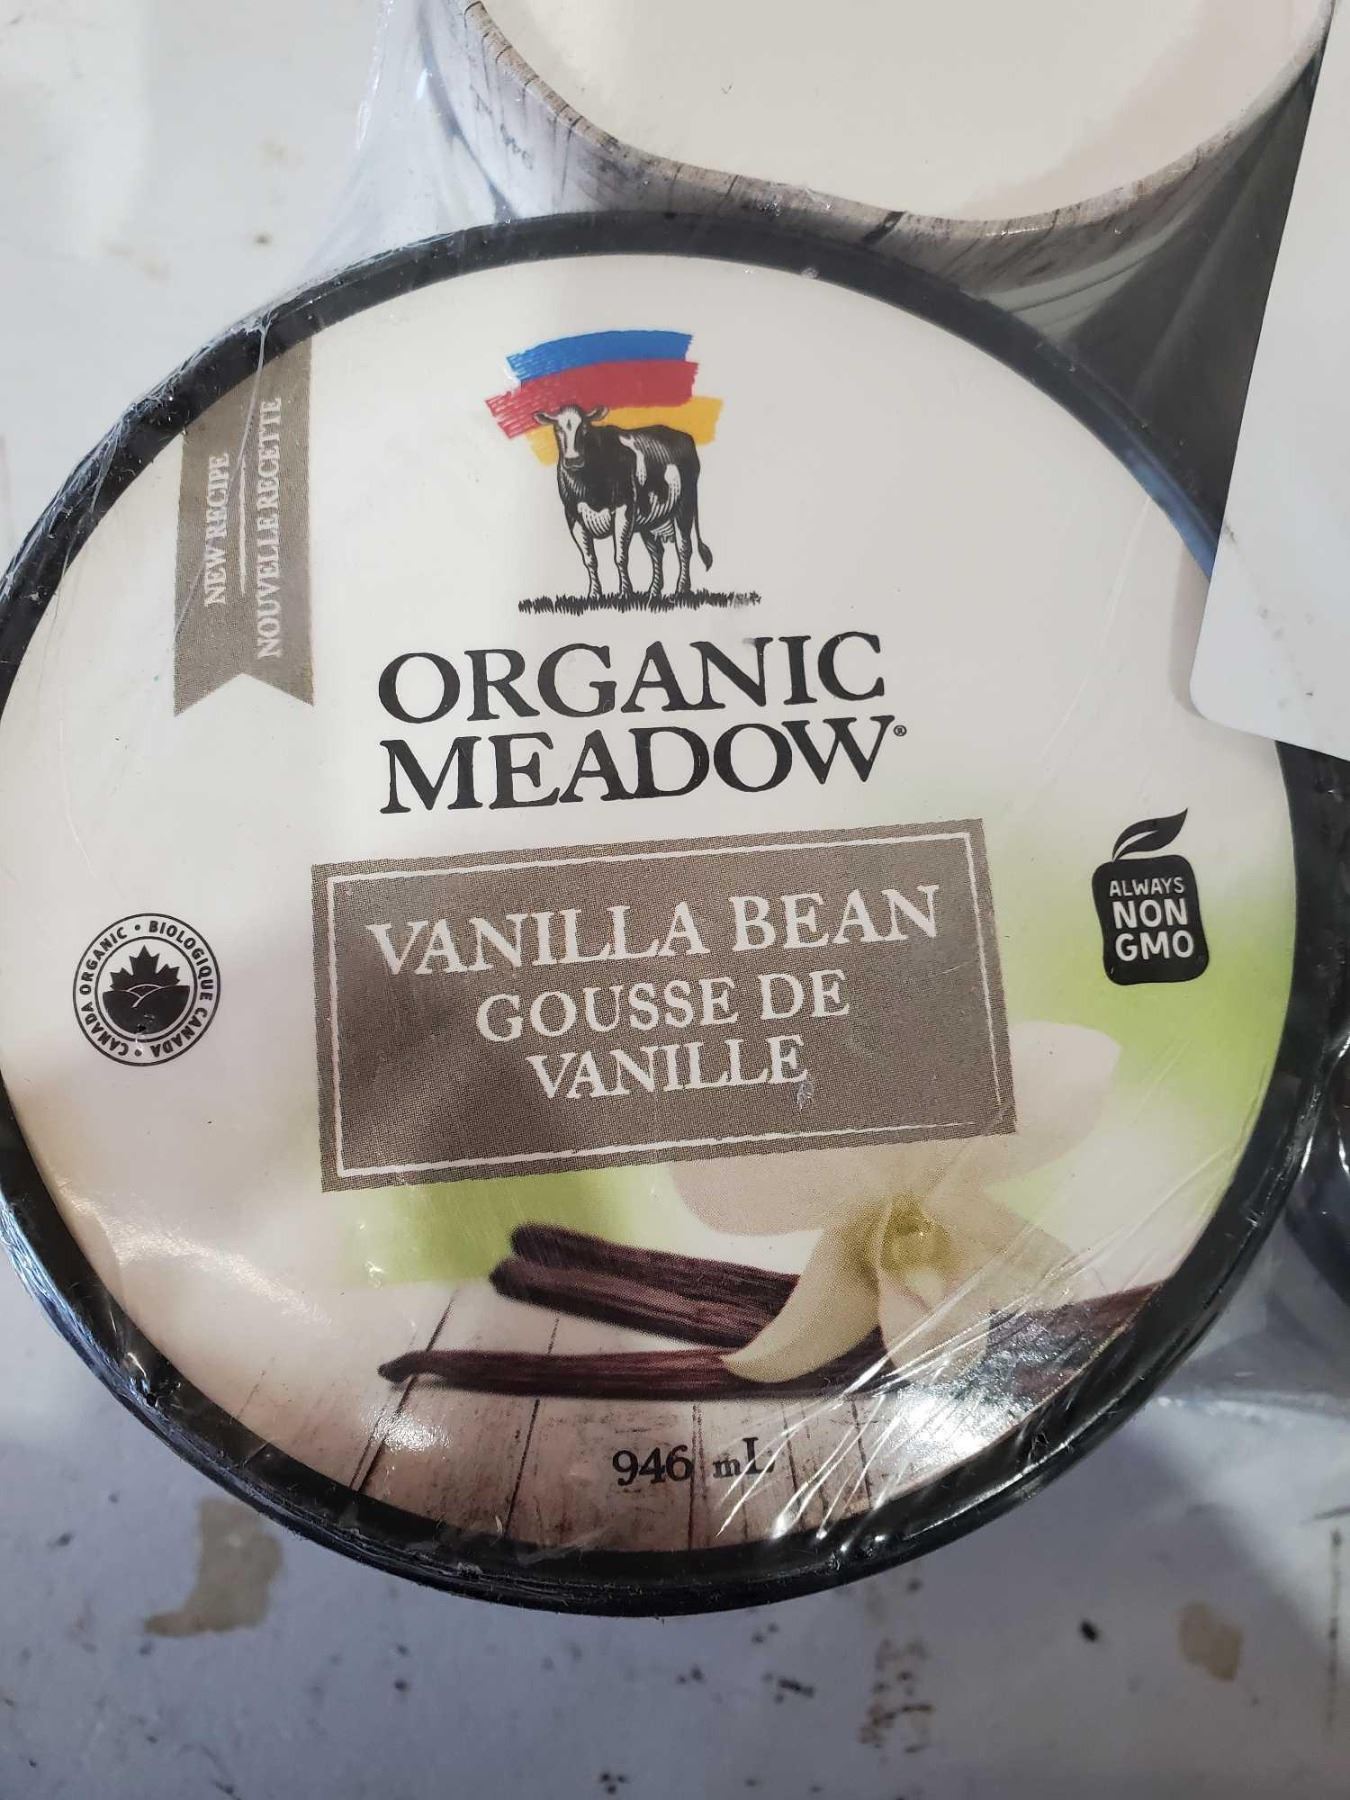 NEW RECIPE
NOUVELLE RECETTE
ORGANIC
MEADOW®
VANILLA BEAN
GOUSSE DE
VANILLE
ALWAYS
NON
GMO
CANADA ORGANIC • BIOLOGIQUE CANADA •
946 mL